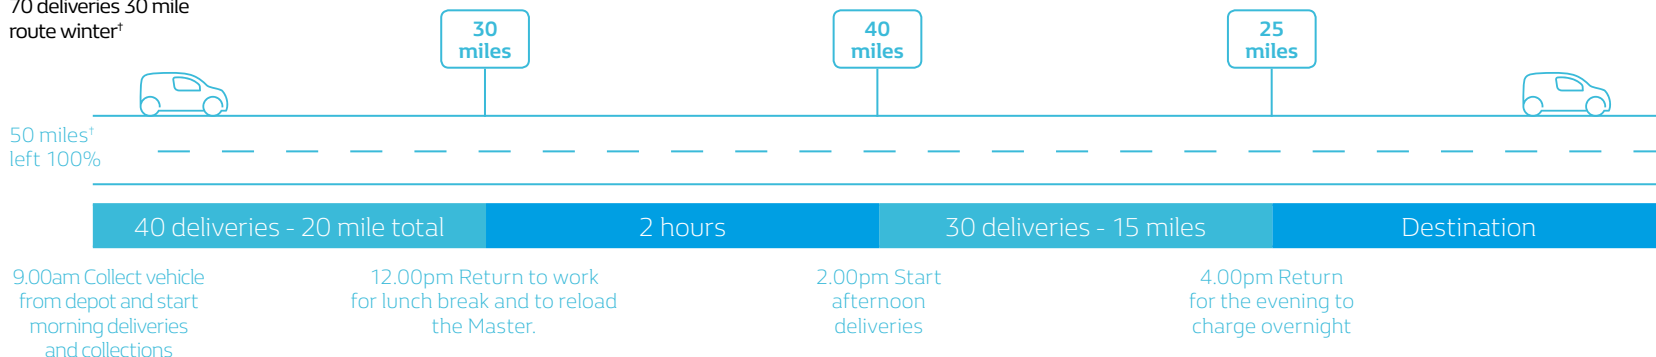 70 deliveries 30 mile
route winter†
30
miles
40
miles
25
miles
50 miles†
left 100%
40 deliveries - 20 mile total
2 hours
30 deliveries - 15 miles
Destination
9.00am Collect vehicle
from depot and start
morning deliveries
and collections
12.00pm Return to work
for lunch break and to reload
the Master.
2.00pm Start
afternoon
deliveries
4.00pm Return
for the evening to
charge overnight